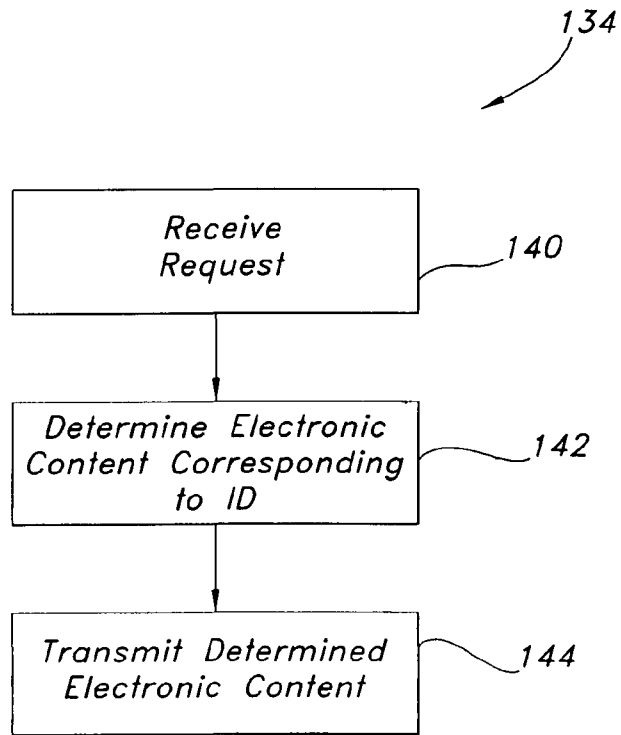 134
Receive
Request
140
Determine Electronic
Content Corresponding
to ID
142
Transmit Determined
Electronic Content
144